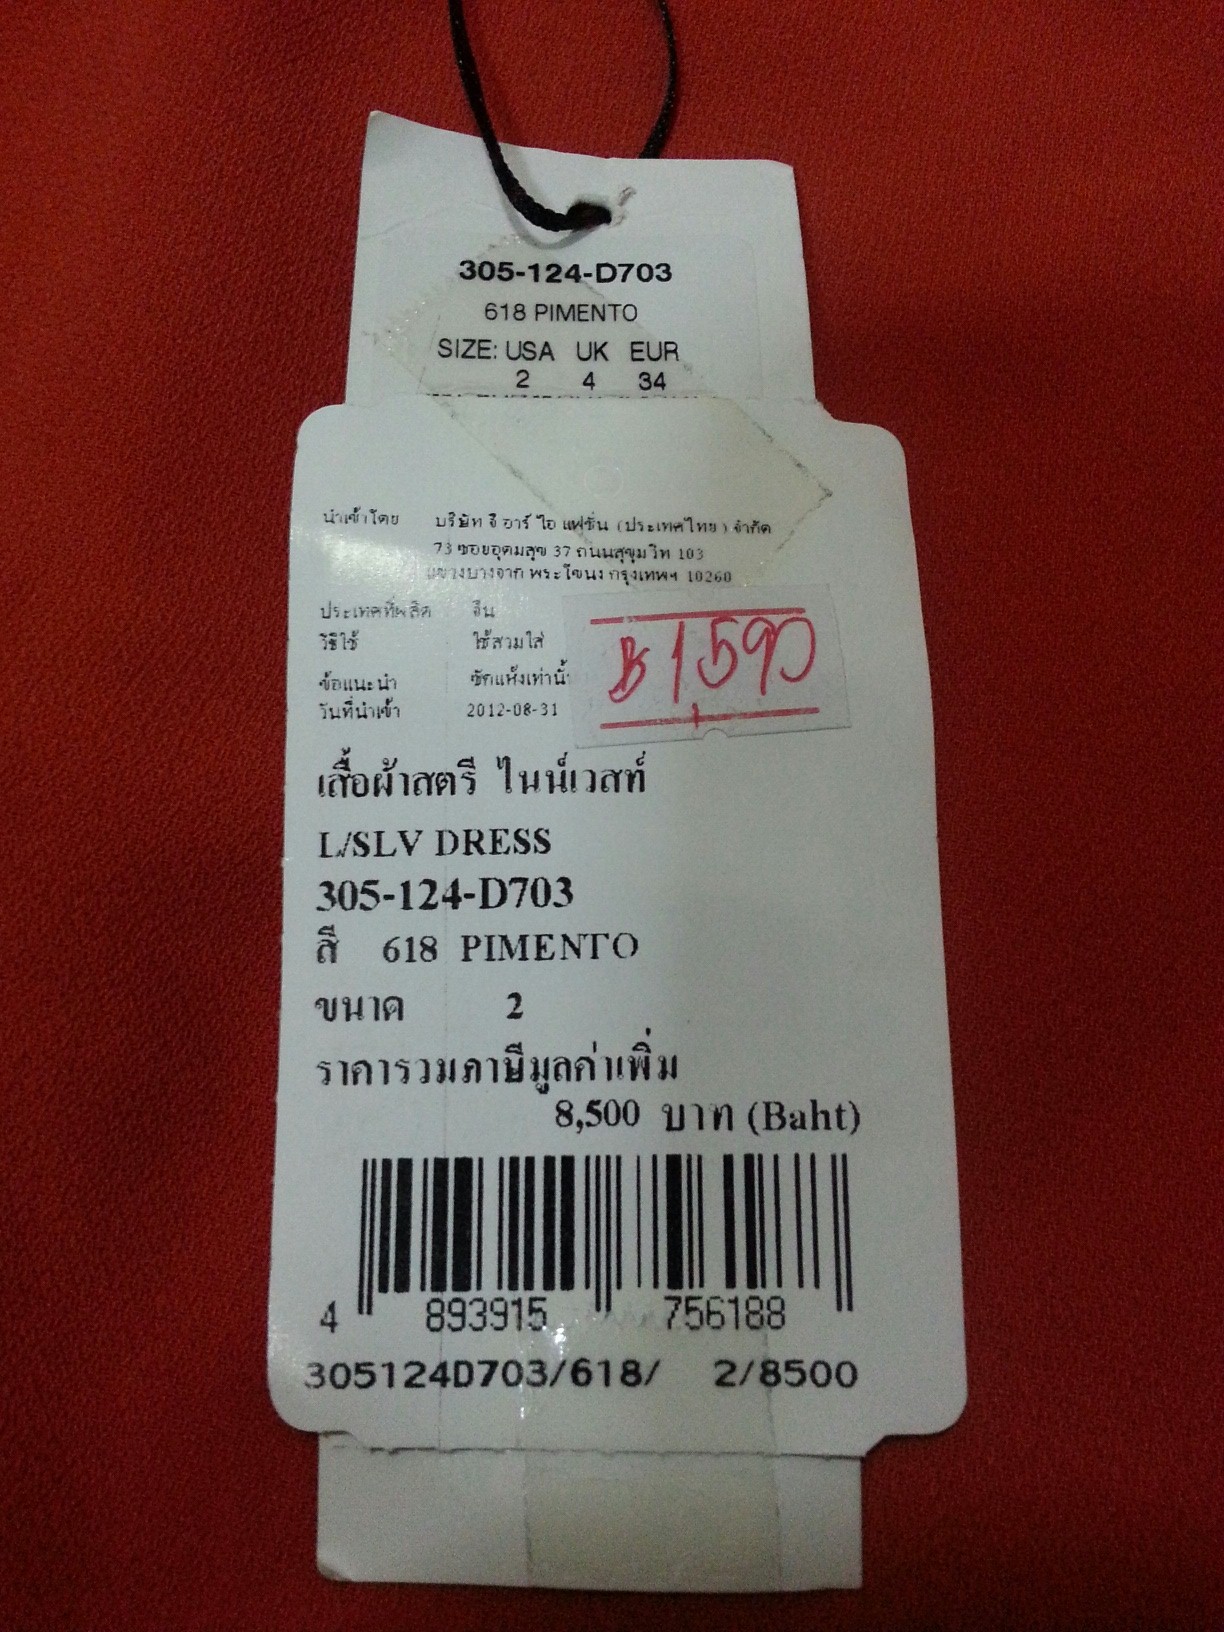 305-124-D703
618 PIMENTO
SIZE: USA UK EUR
2 4 34
นำเข้าโดย บริษัท จี อาร์ ไอ แฟชั่น (ประเทศไทย) จำกัด
73 ซอยอุดมสุข 37 ถนนสุขุมวิท 103
แขวงบางจาก พระโขนง กรุงเทพฯ 10260
ประเทศที่ผลิต จีน
วิธีใช้ ใช้สวมใส่
ข้อแนะนำ ซักแห้งเท่านั้น
วันที่นำเข้า 2012-08-31
฿1,590
เสื้อผ้าสตรี ไนน์เวสท์
L/SLV DRESS
305-124-D703
สี 618 PIMENTO
ขนาด 2
ราคารวมภาษีมูลค่าเพิ่ม
8,500 บาท (Baht)
4 893915 756188
305124D703/618/ 2/8500